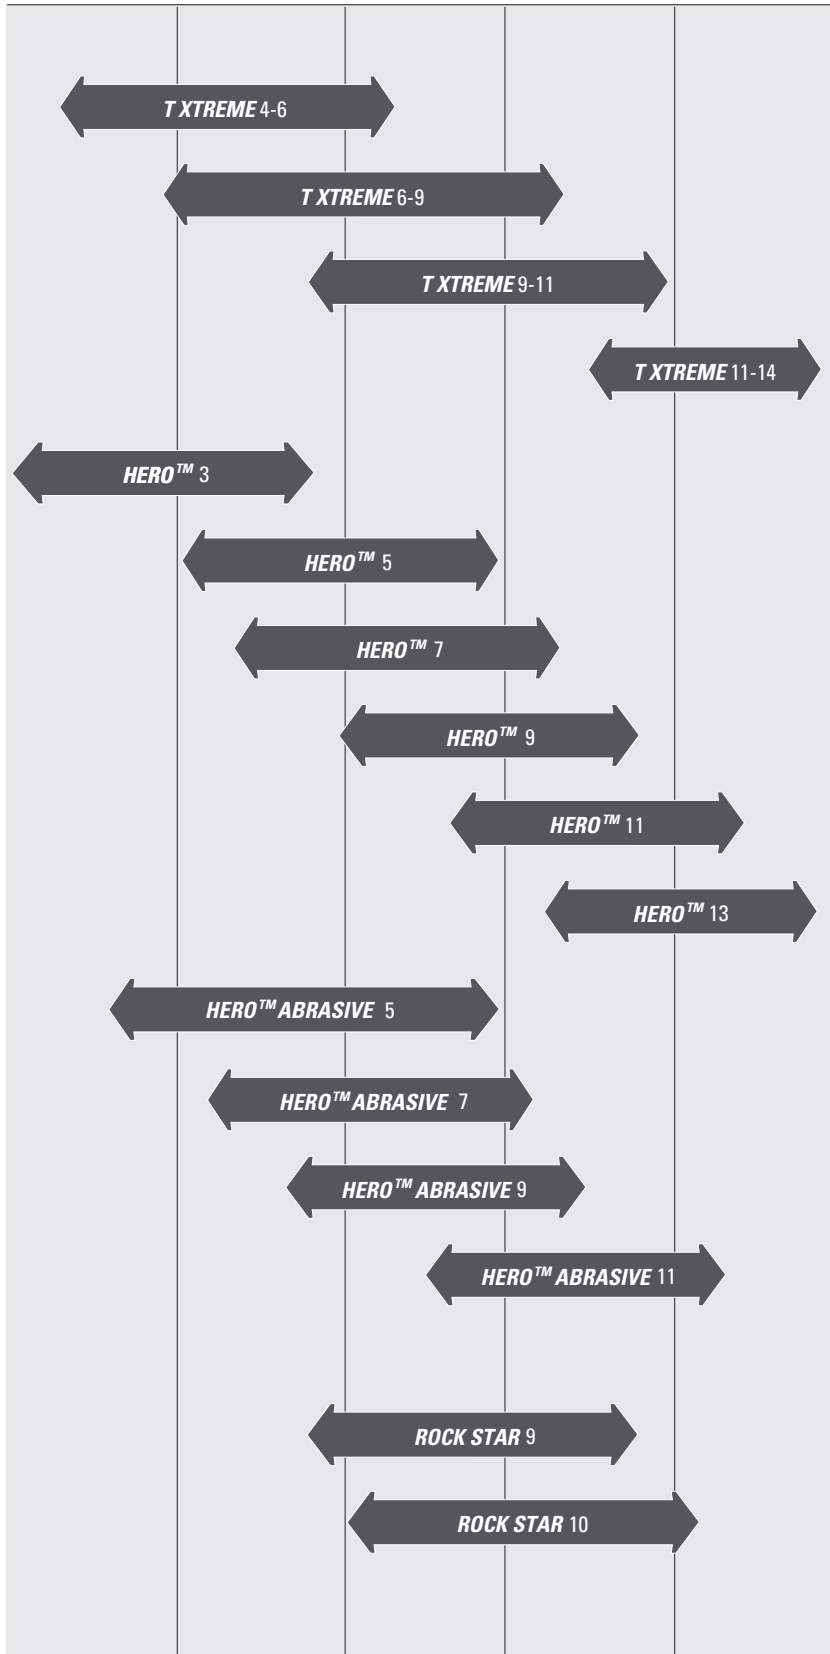 T XTREME 4-6
T XTREME 6-9
T XTREME 9-11
T XTREME 11-14
HERO™ 3
HERO™ 5
HERO™ 7
HERO™ 9
HERO™ 11
HERO™ 13
HERO™ ABRASIVE 5
HERO™ ABRASIVE 7
HERO™ ABRASIVE 9
HERO™ ABRASIVE 11
ROCK STAR 9
ROCK STAR 10